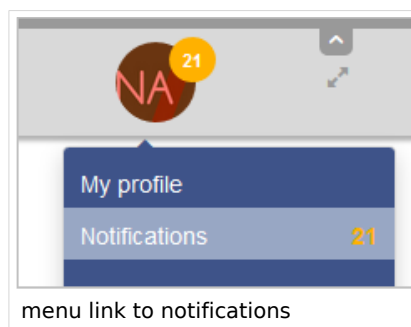 21
NA
My profile
Notifications 21
menu link to notifications